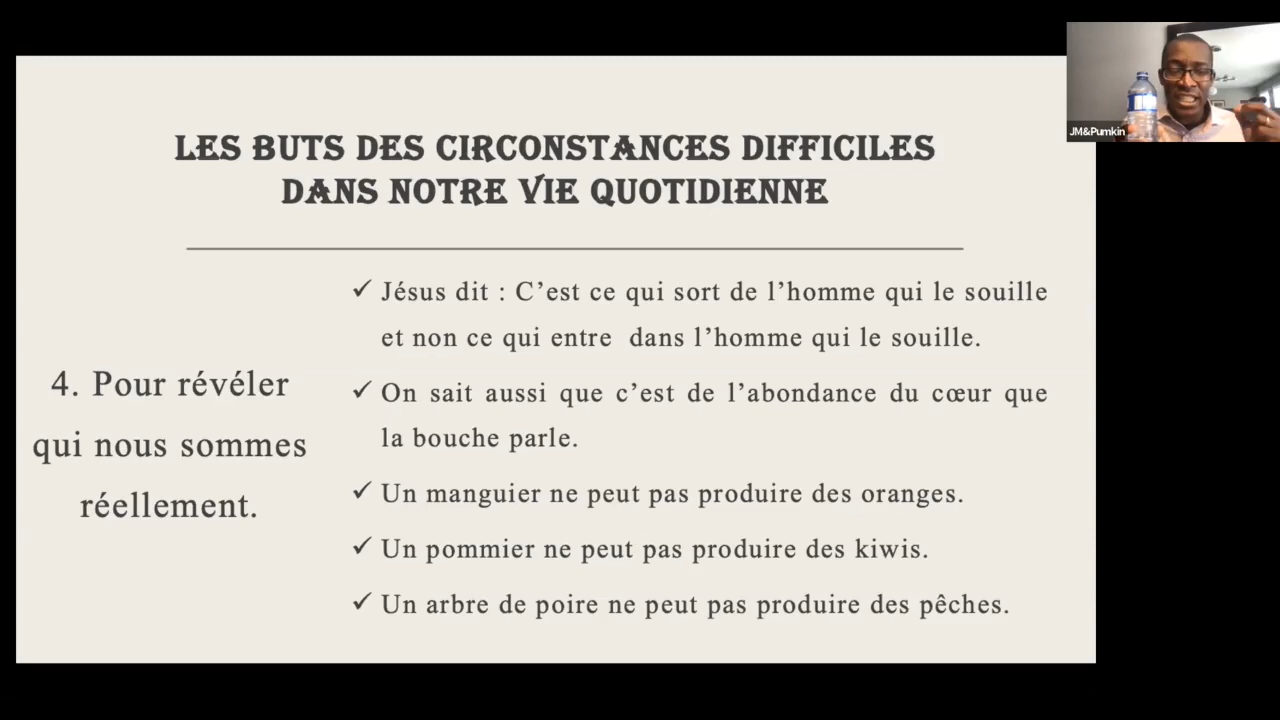 LES BUTS DES CIRCONSTANCES DIFFICILES
DANS NOTRE VIE QUOTIDIENNE
4. Pour révéler
qui nous sommes
réellement.
✓ Jésus dit : C’est ce qui sort de l’homme qui le souille
et non ce qui entre dans l’homme qui le souille.
✓ On sait aussi que c’est de l’abondance du cœur que
la bouche parle.
✓ Un manguier ne peut pas produire des oranges.
✓ Un pommier ne peut pas produire des kiwis.
✓ Un arbre de poire ne peut pas produire des pêches.
JM&Pumkin